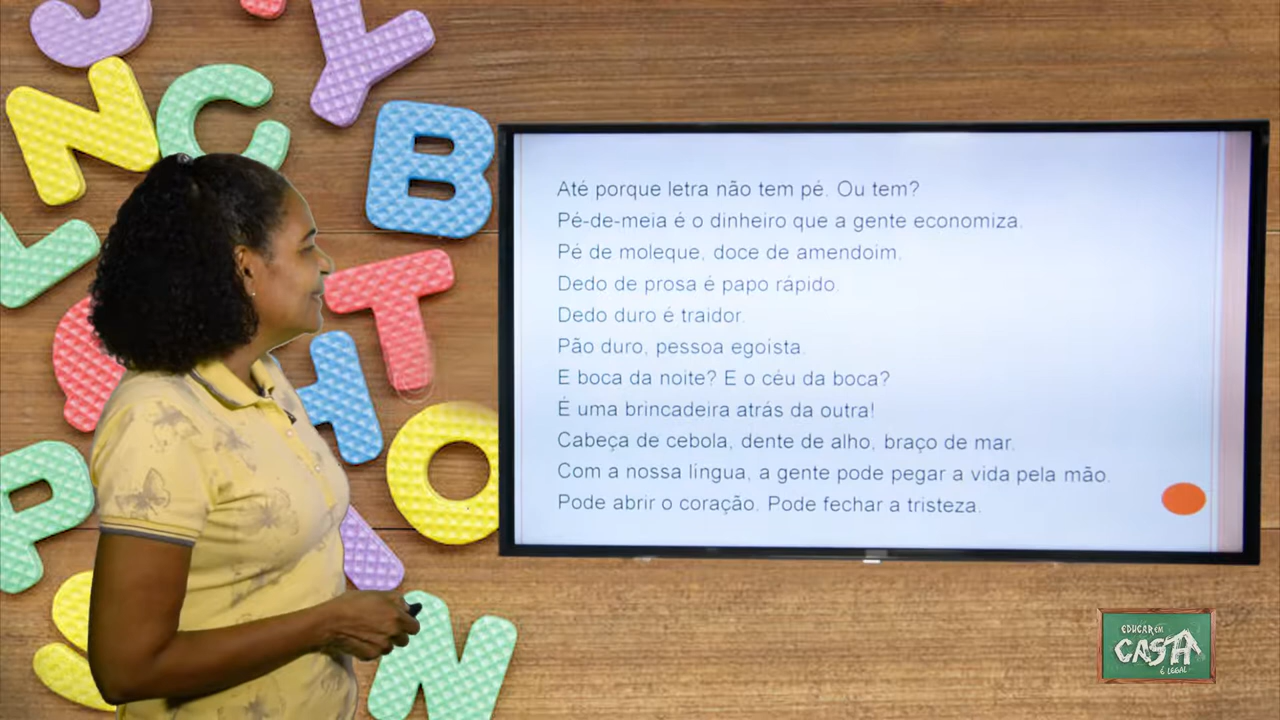 Até porque letra não tem pé. Ou tem?
Pé-de-meia é o dinheiro que a gente economiza.
Pé de moleque, doce de amendoim.
Dedo de prosa é papo rápido.
Dedo duro é traidor.
Pão duro, pessoa egoísta.
E boca da noite? E o céu da boca?
É uma brincadeira atrás da outra!
Cabeça de cebola, dente de alho, braço de mar.
Com a nossa língua, a gente pode pegar a vida pela mão.
Pode abrir o coração. Pode fechar a tristeza.
EDUCAR EM
CASA
É LEGAL
J
Y
N
C
B
L
T
H
O
P
N